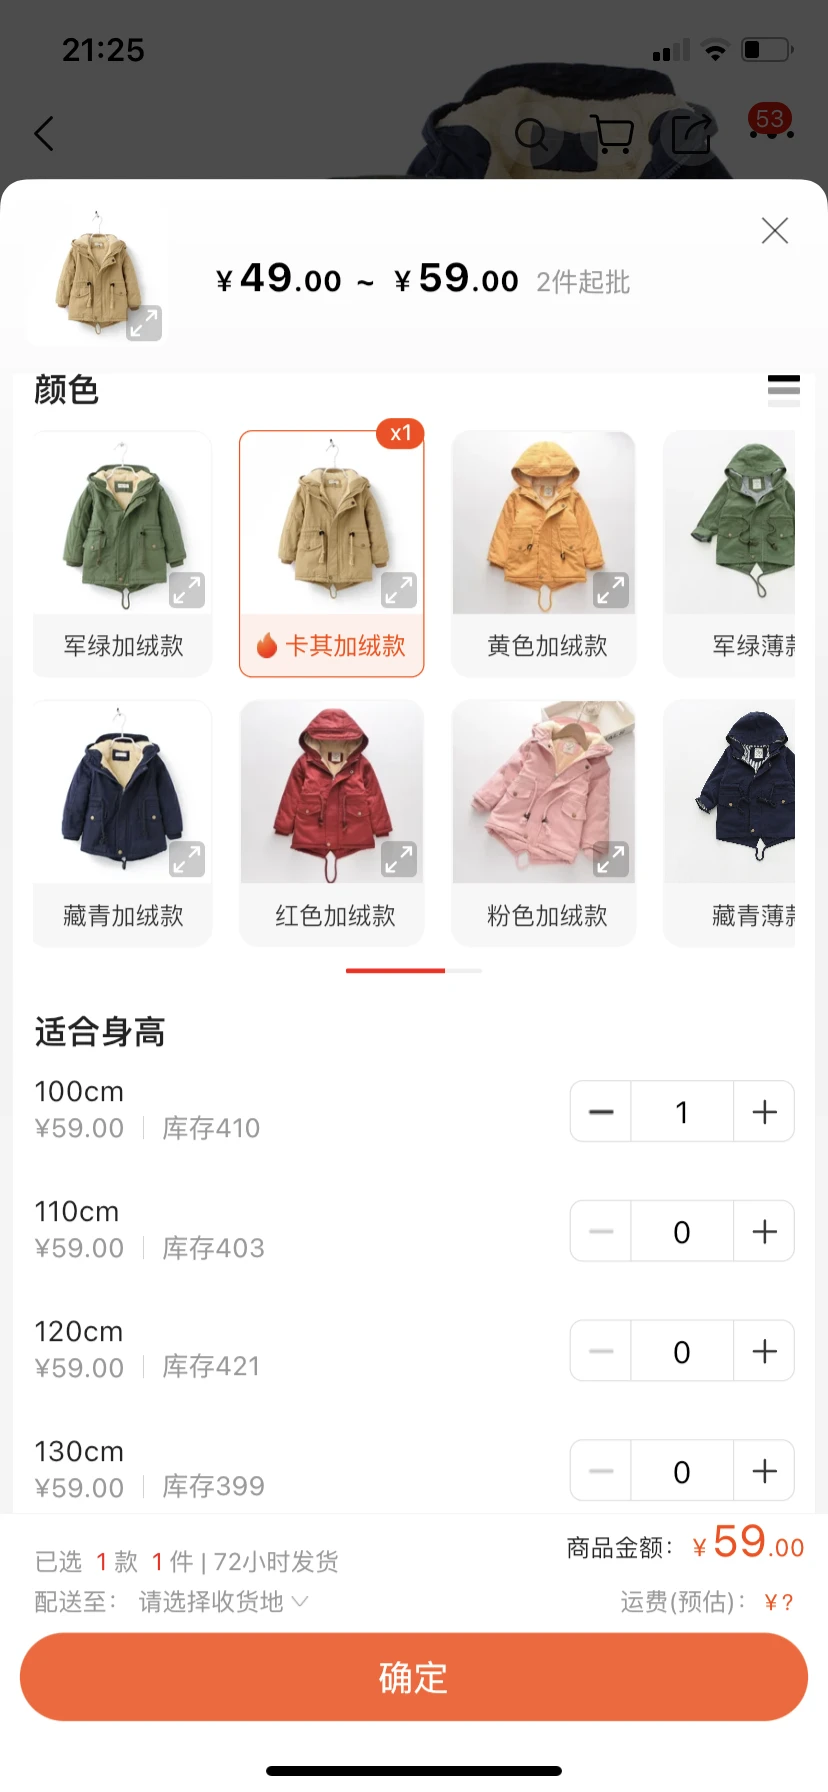 21:25
53
¥49.00 ~ ¥59.00 2件起批
颜色
x1
军绿加绒款
卡其加绒款
黄色加绒款
军绿薄款
藏青加绒款
红色加绒款
粉色加绒款
藏青薄款
适合身高
100cm
¥59.00 库存410
1
110cm
¥59.00 库存403
0
120cm
¥59.00 库存421
0
130cm
¥59.00 库存399
0
已选 1 款 1 件 | 72小时发货
商品金额: ¥59.00
配送至: 请选择收货地
运费(预估): ¥?
确定